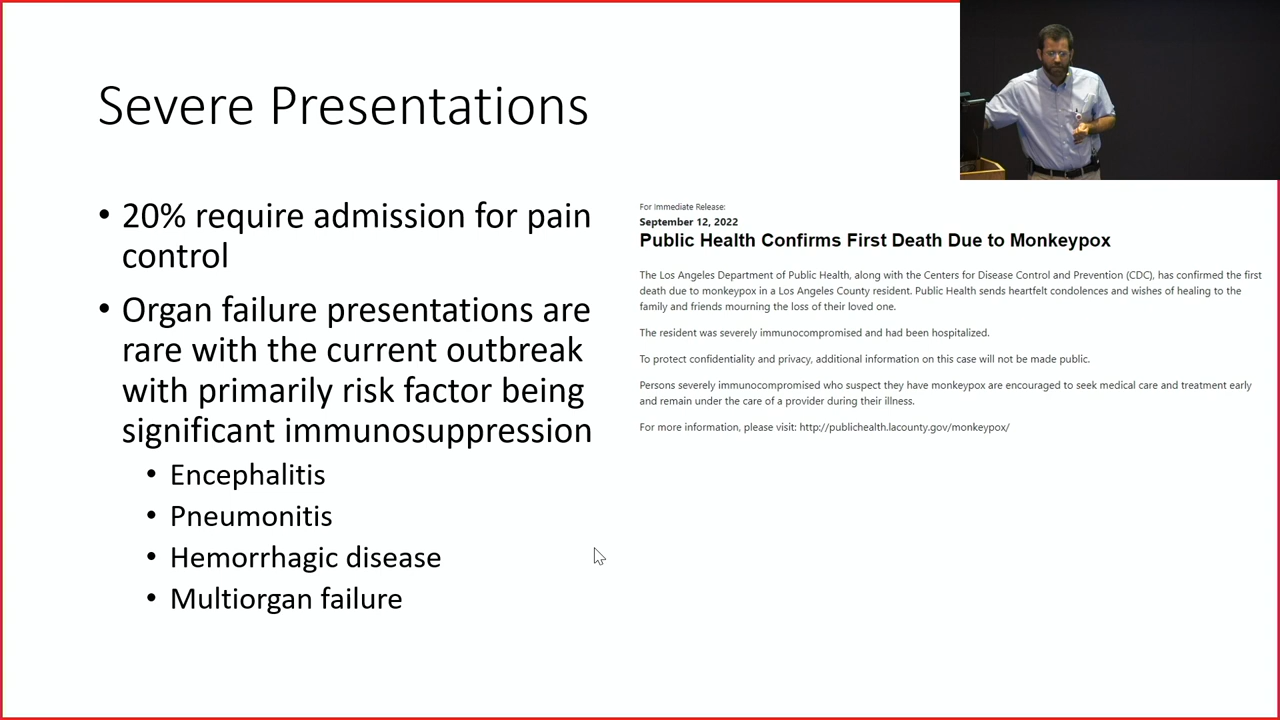 Severe Presentations
• 20% require admission for pain
control
• Organ failure presentations are
rare with the current outbreak
with primarily risk factor being
significant immunosuppression
• Encephalitis
• Pneumonitis
• Hemorrhagic disease
• Multiorgan failure
For Immediate Release:
September 12, 2022
Public Health Confirms First Death Due to Monkeypox
The Los Angeles Department of Public Health, along with the Centers for Disease Control and Prevention (CDC), has confirmed the first
death due to monkeypox in a Los Angeles County resident. Public Health sends heartfelt condolences and wishes of healing to the
family and friends mourning the loss of their loved one.
The resident was severely immunocompromised and had been hospitalized.
To protect confidentiality and privacy, additional information on this case will not be made public.
Persons severely immunocompromised who suspect they have monkeypox are encouraged to seek medical care and treatment early
and remain under the care of a provider during their illness.
For more information, please visit: http://publichealth.lacounty.gov/monkeypox/